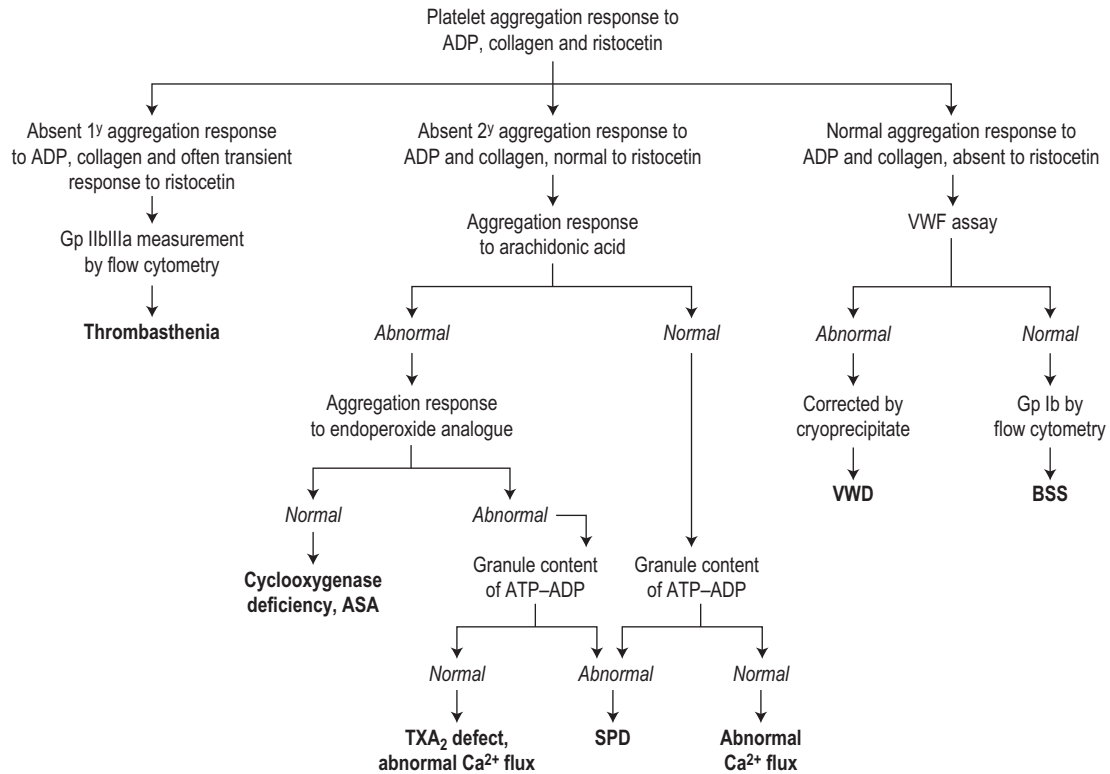 Platelet aggregation response to
ADP, collagen and ristocetin
Absent 1ʸ aggregation response
to ADP, collagen and often transient
response to ristocetin
Absent 2ʸ aggregation response to
ADP and collagen, normal to ristocetin
Normal aggregation response to
ADP and collagen, absent to ristocetin
Gp IIbIIIa measurement
by flow cytometry
Aggregation response
to arachidonic acid
VWF assay
Thrombasthenia
Abnormal
Normal
Abnormal
Normal
Aggregation response
to endoperoxide analogue
Corrected by
cryoprecipitate
Gp Ib by
flow cytometry
VWD
BSS
Normal
Abnormal
Cyclooxygenase
deficiency, ASA
Granule content
of ATP–ADP
Granule content
of ATP–ADP
Normal
Abnormal
Normal
TXA₂ defect,
abnormal Ca²⁺ flux
SPD
Abnormal
Ca²⁺ flux